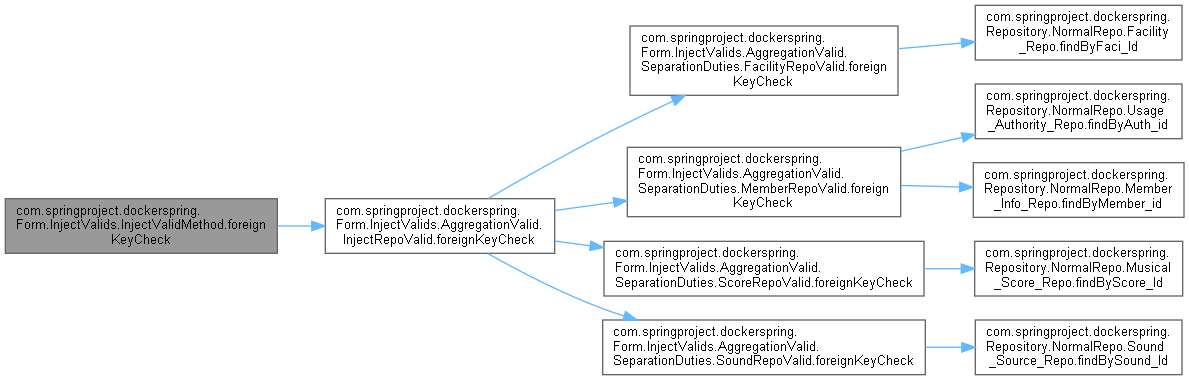 com.springproject.dockerspring.
Form.InjectValids.InjectValidMethod.foreign
KeyCheck
com.springproject.dockerspring.
Form.InjectValids.AggregationValid.
InjectRepoValid.foreignKeyCheck
com.springproject.dockerspring.
Form.InjectValids.AggregationValid.
SeparationDuties.FacilityRepoValid.foreign
KeyCheck
com.springproject.dockerspring.
Repository.NormalRepo.Facility
_Repo.findByFaci_Id
com.springproject.dockerspring.
Form.InjectValids.AggregationValid.
SeparationDuties.MemberRepoValid.foreign
KeyCheck
com.springproject.dockerspring.
Repository.NormalRepo.Usage
_Authority_Repo.findByAuth_id
com.springproject.dockerspring.
Repository.NormalRepo.Member
_Info_Repo.findByMember_id
com.springproject.dockerspring.
Form.InjectValids.AggregationValid.
SeparationDuties.ScoreRepoValid.foreignKeyCheck
com.springproject.dockerspring.
Repository.NormalRepo.Musical
_Score_Repo.findByScore_Id
com.springproject.dockerspring.
Form.InjectValids.AggregationValid.
SeparationDuties.SoundRepoValid.foreignKeyCheck
com.springproject.dockerspring.
Repository.NormalRepo.Sound
_Source_Repo.findBySound_Id